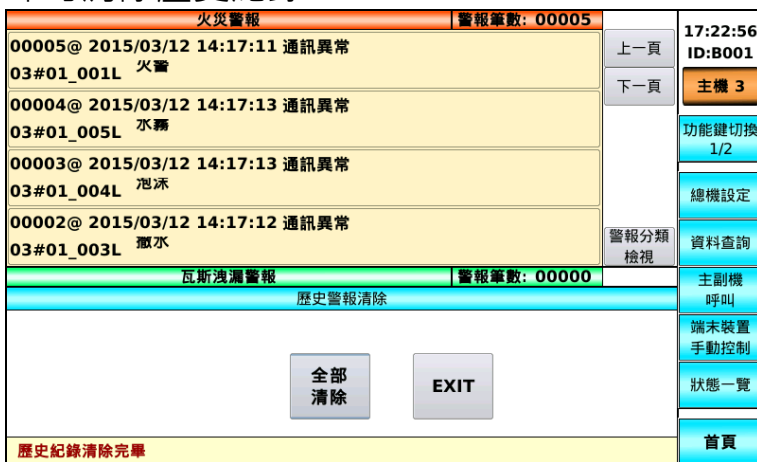 火災警報
警報筆數: 00005
00005@ 2015/03/12 14:17:11 通訊異常
03#01_001L 火警
00004@ 2015/03/12 14:17:13 通訊異常
03#01_005L 水霧
00003@ 2015/03/12 14:17:13 通訊異常
03#01_004L 泡沫
00002@ 2015/03/12 14:17:12 通訊異常
03#01_003L 撒水
上一頁
下一頁
警報分類
檢視
瓦斯洩漏警報
警報筆數: 00000
歷史警報清除
全部
清除
EXIT
歷史紀錄清除完畢
17:22:56
ID:B001
主機 3
功能鍵切換
1/2
總機設定
資料查詢
主副機
呼叫
端末裝置
手動控制
狀態一覽
首頁